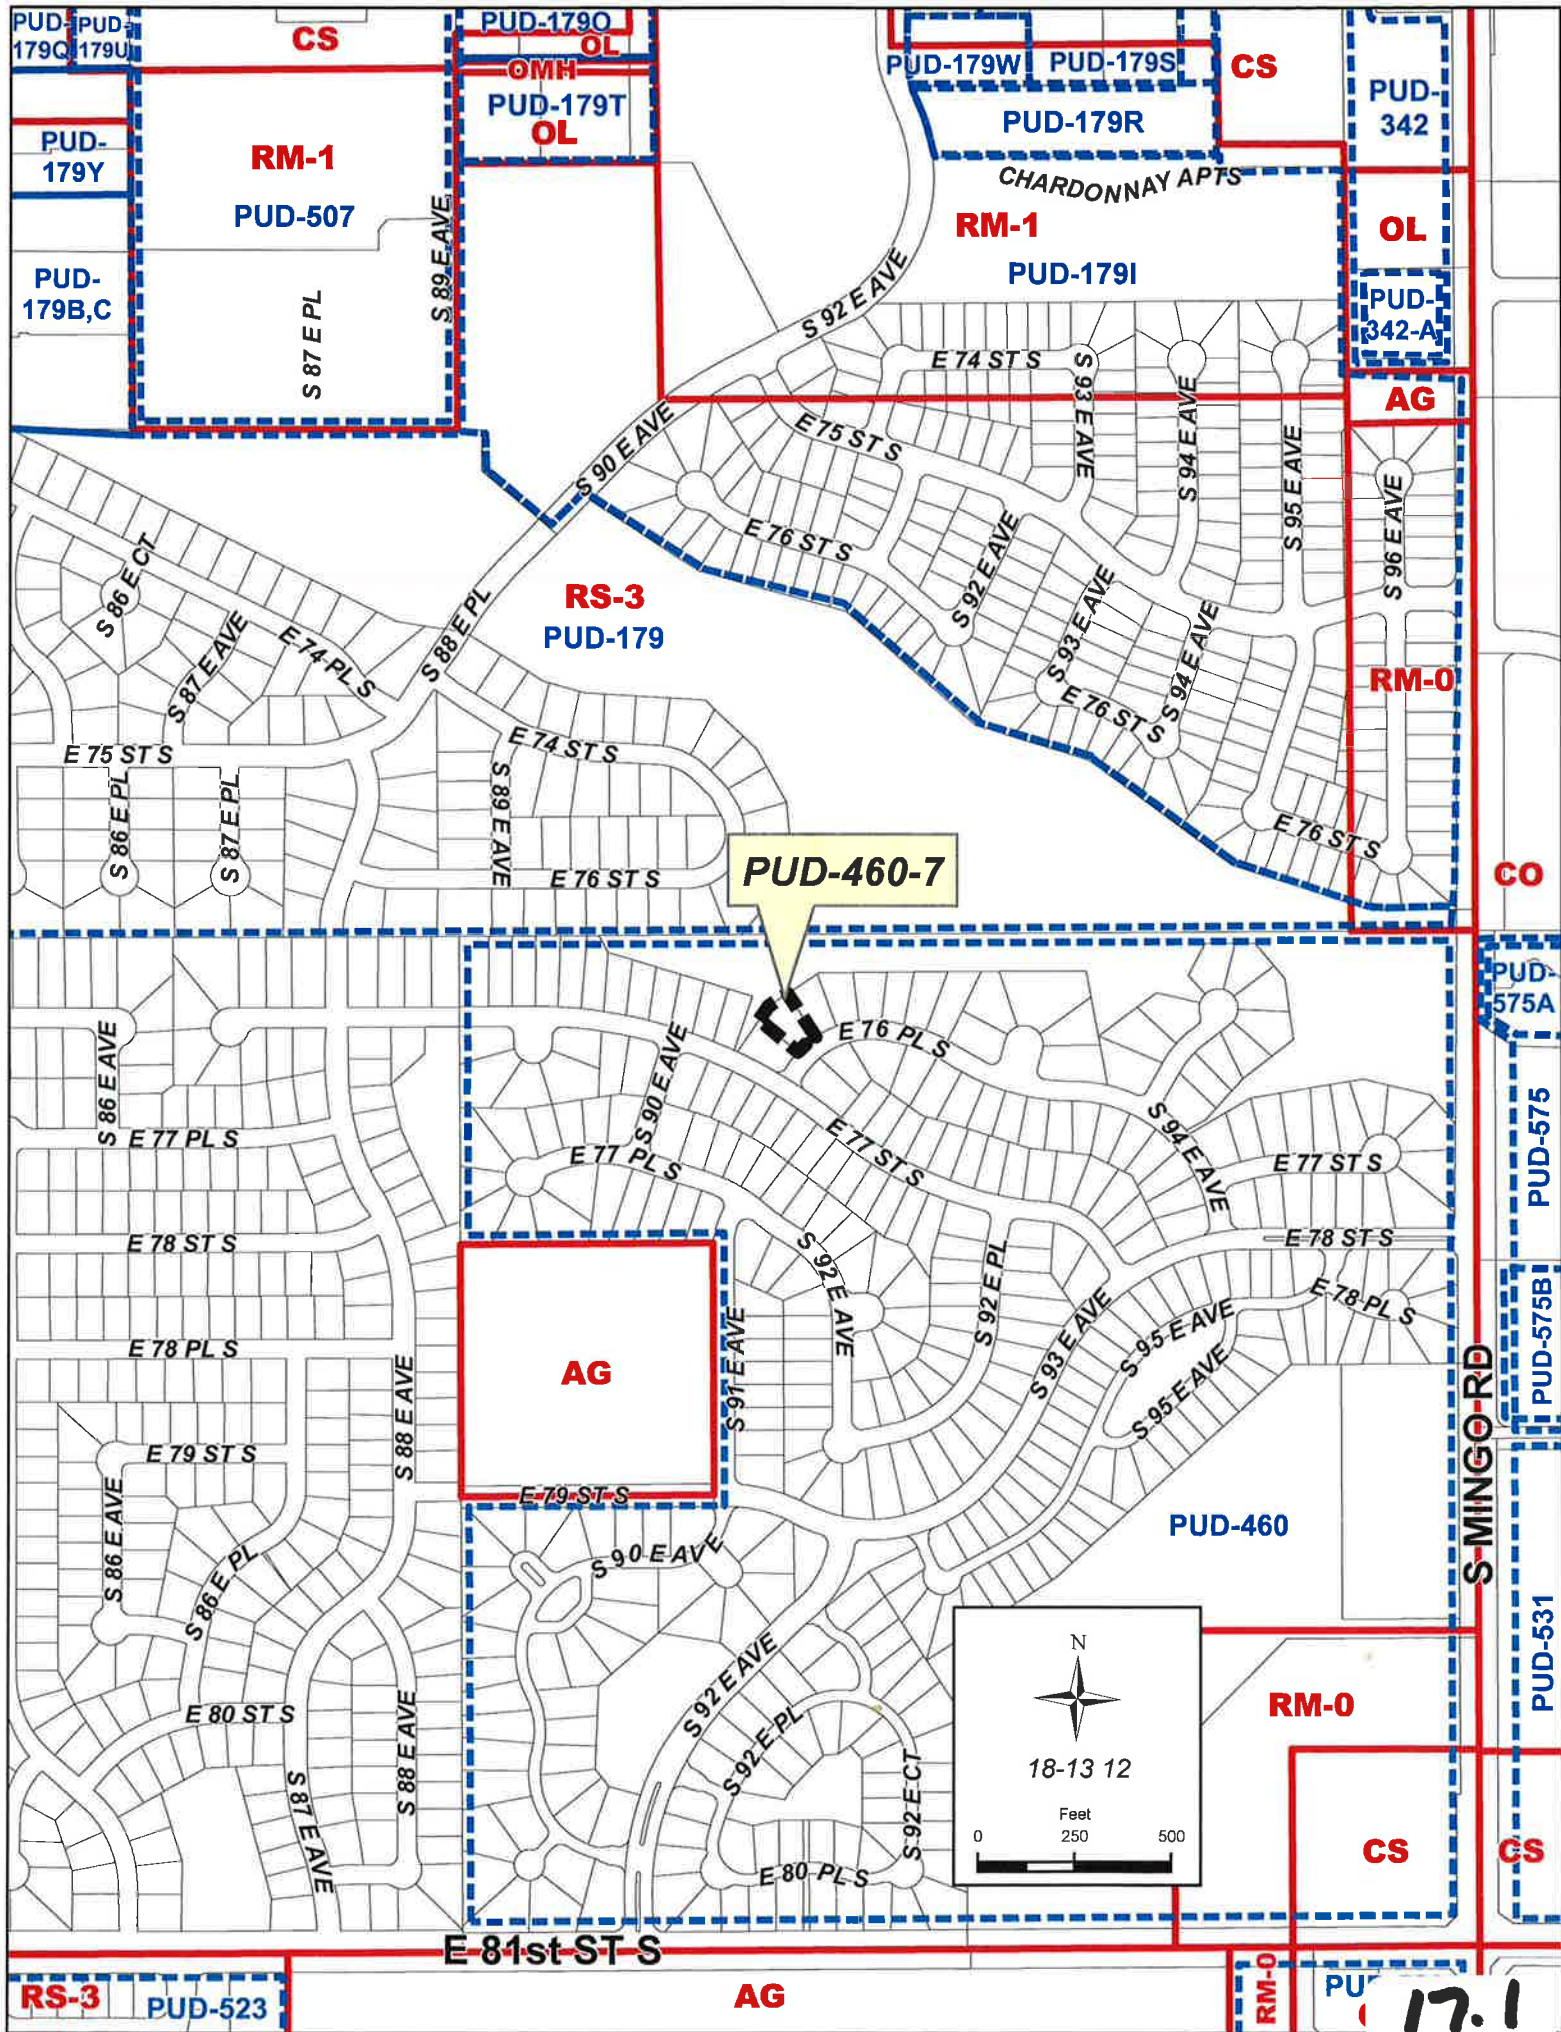 PUD-
179Q
PUD-
179U
CS
PUD-179O
OL
OMH
PUD-179T
OL
PUD-179W
PUD-179S
CS
PUD-
342
PUD-179R
PUD-
179Y
RM-1
PUD-507
S 89 E AVE
CHARDONNAY APTS
RM-1
PUD-179I
OL
PUD-
179B,C
S 87 E PL
S 92 E AVE
PUD-
342-A
E 74 ST S
S 93 E AVE
S 94 E AVE
AG
S 90 E AVE
E 75 ST S
S 95 E AVE
S 96 E AVE
E 76 ST S
S 92 E AVE
S 86 E CT
S 87 E AVE
E 74 PL S
S 88 E PL
RS-3
PUD-179
S 93 E AVE
S 94 E AVE
E 76 ST S
RM-0
E 75 ST S
S 86 E PL
S 87 E PL
E 74 ST S
S 89 E AVE
E 76 ST S
E 76 ST S
CO
PUD-460-7
PUD-
575A
S 86 E AVE
S 90 E AVE
E 76 PL S
E 77 PL S
E 77 PL S
E 77 ST S
S 94 E AVE
E 77 ST S
PUD-575
E 78 ST S
S 92 E AVE
S 92 E PL
E 78 ST S
E 78 PL S
PUD-575B
E 78 PL S
S 88 E AVE
AG
S 91 E AVE
S 93 E AVE
S 95 E AVE
S 95 E AVE
S MINGO RD
E 79 ST S
S 86 E AVE
S 86 E PL
E 79 ST S
S 90 E AVE
PUD-460
PUD-531
E 80 ST S
S 88 E AVE
S 87 E AVE
S 92 E AVE
S 92 E PL
S 92 E CT
E 80 PL S
N
18-13 12
Feet
0 250 500
RM-0
CS
CS
E 81st ST S
RS-3
PUD-523
AG
RM-0
17.1